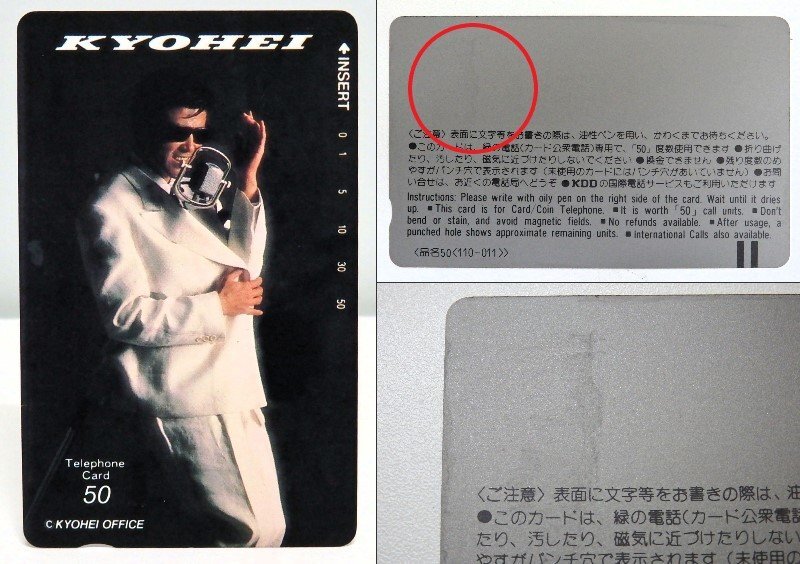 KYOHEI
↑INSERT
0
1
5
10
30
50
Telephone
Card
50
© KYOHEI OFFICE
〈ご注意〉表面に文字等をお書きの際は、油性ペンを用い、かわくまでお待ちください。
●このカードは、緑の電話(カード公衆電話)専用で、「50」度数使用できます ●折り曲げ
たり、汚したり、磁気に近づけたりしないでください ●換金できません ●残り度数のめ
やすがパンチ穴で表示されます(未使用のカードにはパンチ穴があいていません) ●お問
い合せは、お近くの電話局へどうぞ ●KDDの国際電話サービスもご利用いただけます
Instructions: Please write with oily pen on the right side of the card. Wait until it dries
up. ■This card is for Card/Coin Telephone. ■It is worth「50」call units. ■Don't
bend or stain, and avoid magnetic fields. ■No refunds available. ■After usage, a
punched hole shows approximate remaining units. ■International Calls also available.
〈品名50〈110-011〉〉
〈ご注意〉表面に文字等をお書きの際は、油
●このカードは、緑の電話(カード公衆電話
たり、汚したり、磁気に近づけたりしない
やすがパンチ穴で表示されます(未使用の